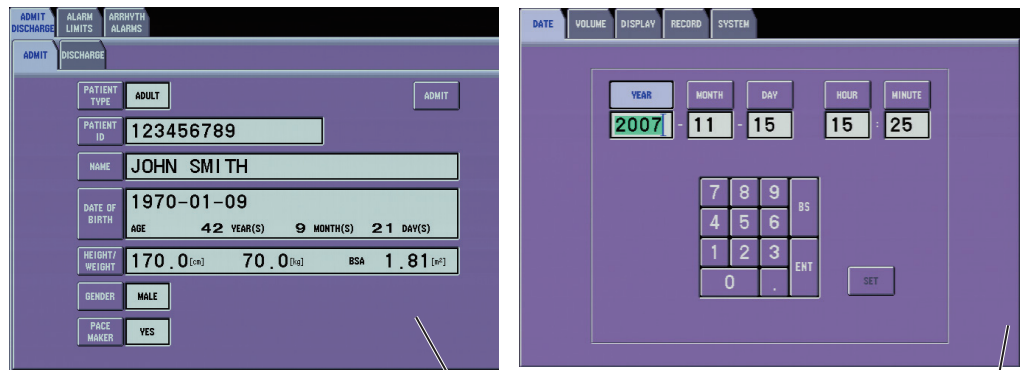 ADMIT DISCHARGE
ALARM LIMITS
ARRHYTH ALARMS
ADMIT
DISCHARGE
PATIENT TYPE
ADULT
ADMIT
PATIENT ID
123456789
NAME
JOHN SMITH
DATE OF BIRTH
1970-01-09
AGE 42 YEAR(S) 9 MONTH(S) 21 DAY(S)
HEIGHT/ WEIGHT
170.0[cm] 70.0[kg] BSA 1.81[m²]
GENDER
MALE
PACE MAKER
YES
DATE
VOLUME
DISPLAY
RECORD
SYSTEM
YEAR MONTH DAY HOUR MINUTE
2007 - 11 - 15 15 : 25
7 8 9 BS
4 5 6
1 2 3 ENT
0 .
SET